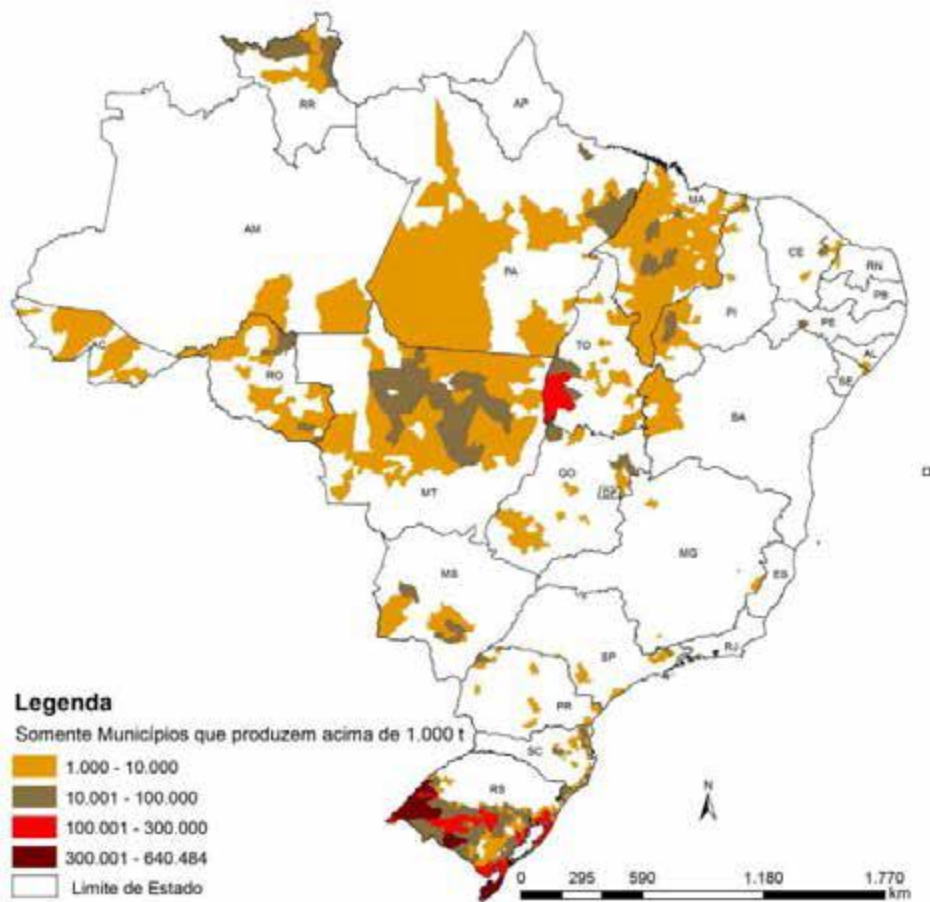 RR
AP
AM
PA
MA
CE
RN
PB
PE
AL
SE
PI
TO
AC
RO
BA
MT
GO
DF
MG
ES
MS
SP
RJ
PR
SC
RS
Legenda
Somente Municípios que produzem acima de 1.000 t
1.000 - 10.000
10.001 - 100.000
100.001 - 300.000
300.001 - 640.484
Limite de Estado
N
0 295 590 1.180 1.770
km